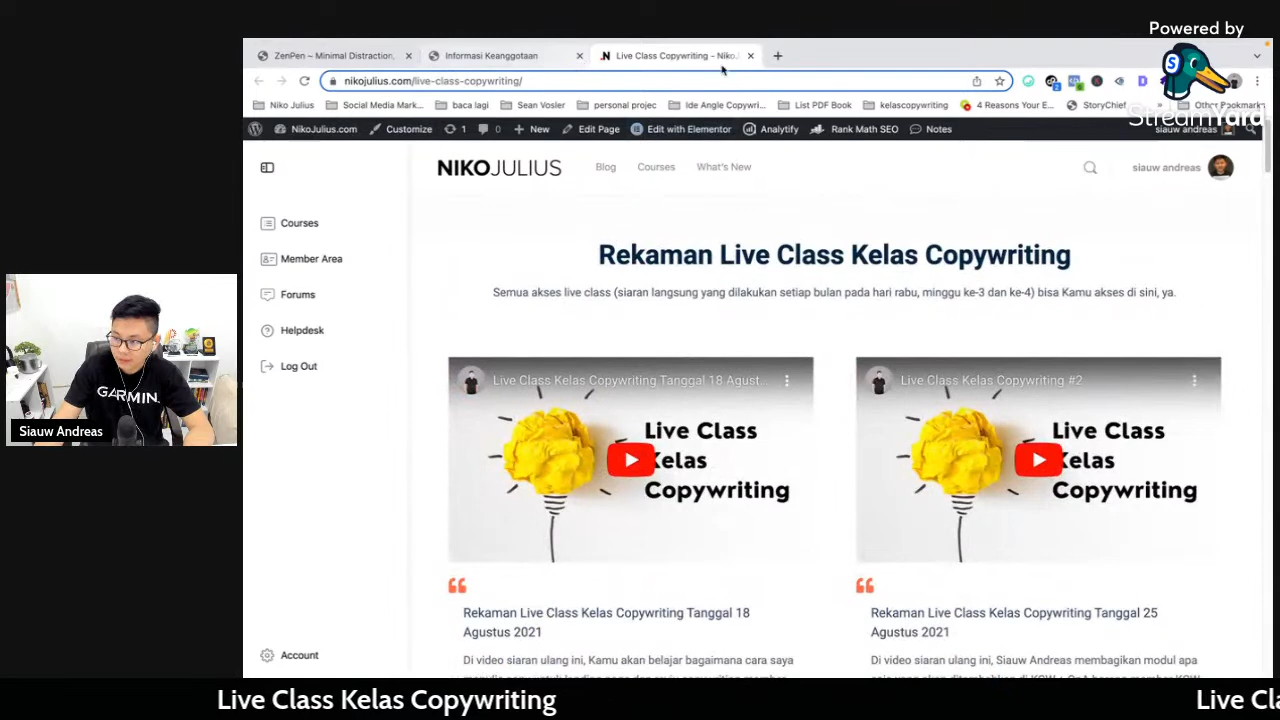 Powered by
StreamYard
ZenPen ~ Minimal Distraction
Informasi Keanggotaan
Live Class Copywriting – Niko
nikojulius.com/live-class-copywriting/
Niko Julius
Social Media Mark...
baca lagi
Sean Vosler
personal projec
Ide Angle Copywri...
List PDF Book
kelascopywriting
4 Reasons Your E...
StoryChief
Other Bookmarks
NikoJulius.com
Customize
1
0
New
Edit Page
Edit with Elementor
Analytify
Rank Math SEO
Notes
siauw andreas
NIKOJULIUS
Blog
Courses
What's New
siauw andreas
Courses
Member Area
Forums
Helpdesk
Log Out
Account
Rekaman Live Class Kelas Copywriting
Semua akses live class (siaran langsung yang dilakukan setiap bulan pada hari rabu, minggu ke-3 dan ke-4) bisa Kamu akses di sini, ya.
Live Class Kelas Copywriting Tanggal 18 Agust...
Live Class
Kelas
Copywriting
Rekaman Live Class Kelas Copywriting Tanggal 18
Agustus 2021
Di video siaran ulang ini, Kamu akan belajar bagaimana cara saya
Live Class Kelas Copywriting #2
Live Class
Kelas
Copywriting
Rekaman Live Class Kelas Copywriting Tanggal 25
Agustus 2021
Di video siaran ulang ini, Siauw Andreas membagikan modul apa
GARMIN
Siauw Andreas
Live Class Kelas Copywriting
Live Cla